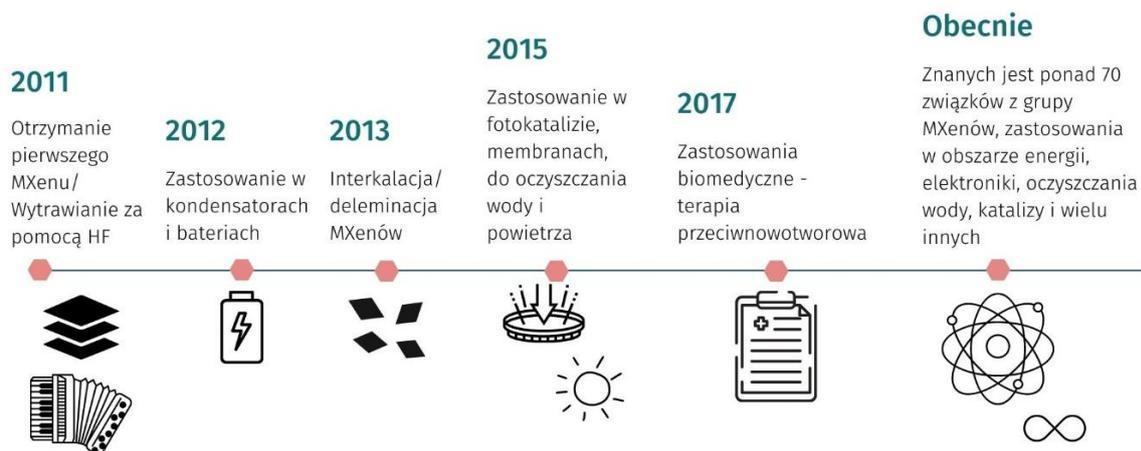 2011
Otrzymanie
pierwszego
MXenu/
Wytrawianie za
pomocą HF
2012
Zastosowanie w
kondensatorach
i bateriach
2013
Interkalacja/
deleminacja
MXenów
2015
Zastosowanie w
fotokatalizie,
membranach,
do oczyszczania
wody i
powietrza
2017
Zastosowania
biomedyczne -
terapia
przeciwnowotworowa
Obecnie
Znanych jest ponad 70
związków z grupy
MXenów, zastosowania
w obszarze energii,
elektroniki, oczyszczania
wody, katalizy i wielu
innych